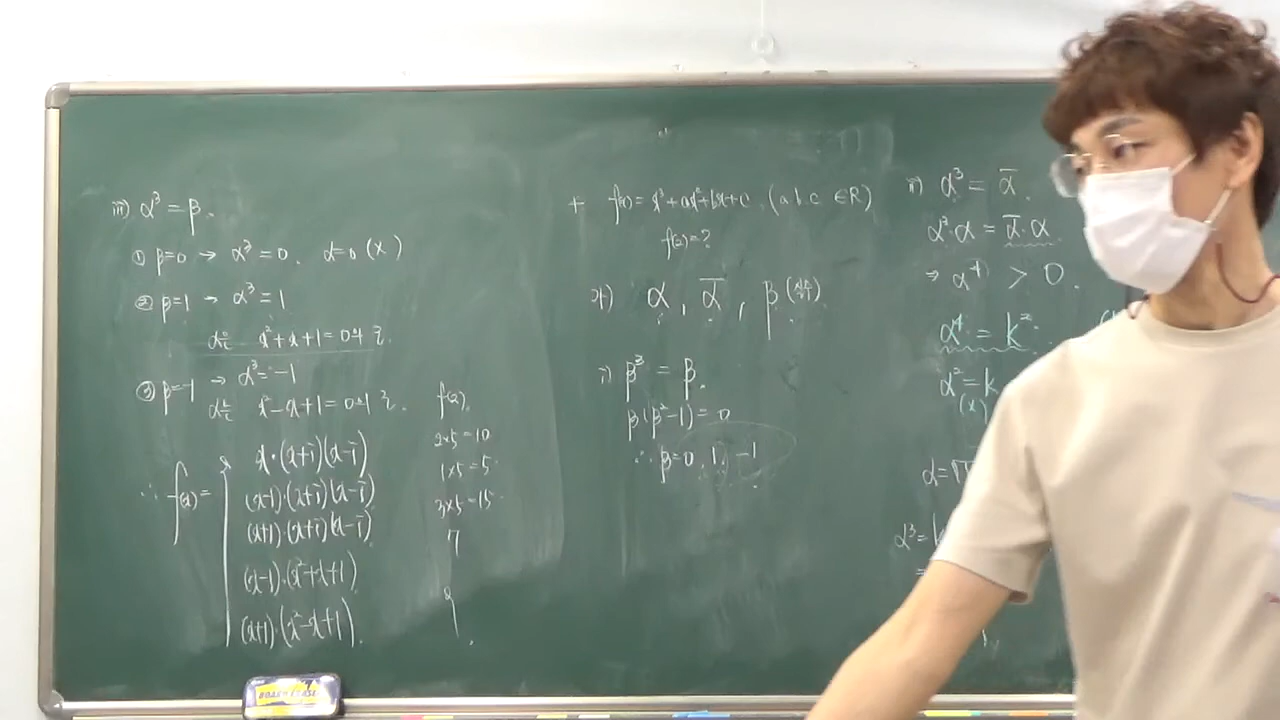 iii) α³ = β.
① β=0 → α³ = 0. α=0 (×)
② β=1 → α³ = 1
α는 x²+x+1=0의 근.
③ β=-1 → α³ = -1
α는 x²-x+1=0의 근.
f(2).
∴ f(x)=
x·(x+i)(x-i) 2×5=10
(x-1)·(x+i)(x-i) 1×5=5
(x+1)·(x+i)(x-i) 3×5=15
(x-1)·(x²+x+1) 7
(x+1)·(x²-x+1). 9
+ f(x)=x³+ax²+bx+c. (a b c ∈R)
f(2)=?
가) α, ᾱ, β
i) β³ = β.
β(β²-1)=0
∴ β=0, 1, -1
ii) α³ = ᾱ.
α³·α = ᾱ·α
⇒ α⁴ > 0.
α⁴ = k².
α² = k
(×)
α=
α³=